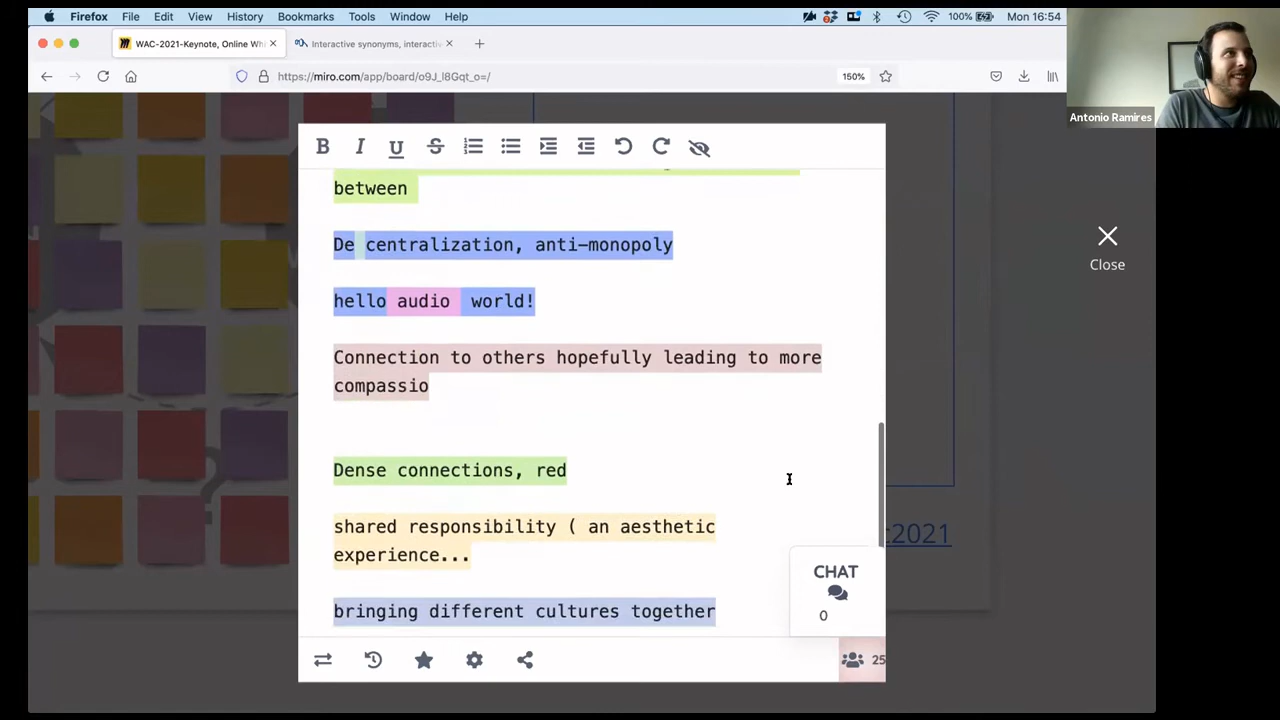 Firefox File Edit View History Bookmarks Tools Window Help 100% Mon 16:54
WAC-2021-Keynote, Online Wh
Interactive synonyms, interacti
https://miro.com/app/board/o9J_l8Gqt_o=/ 150%
Antonio Ramires
B I U S
between
De centralization, anti-monopoly
hello audio world!
Close
Connection to others hopefully leading to more
compassio
Dense connections, red
shared responsibility ( an aesthetic
experience...
c2021
CHAT
0
bringing different cultures together
25
?